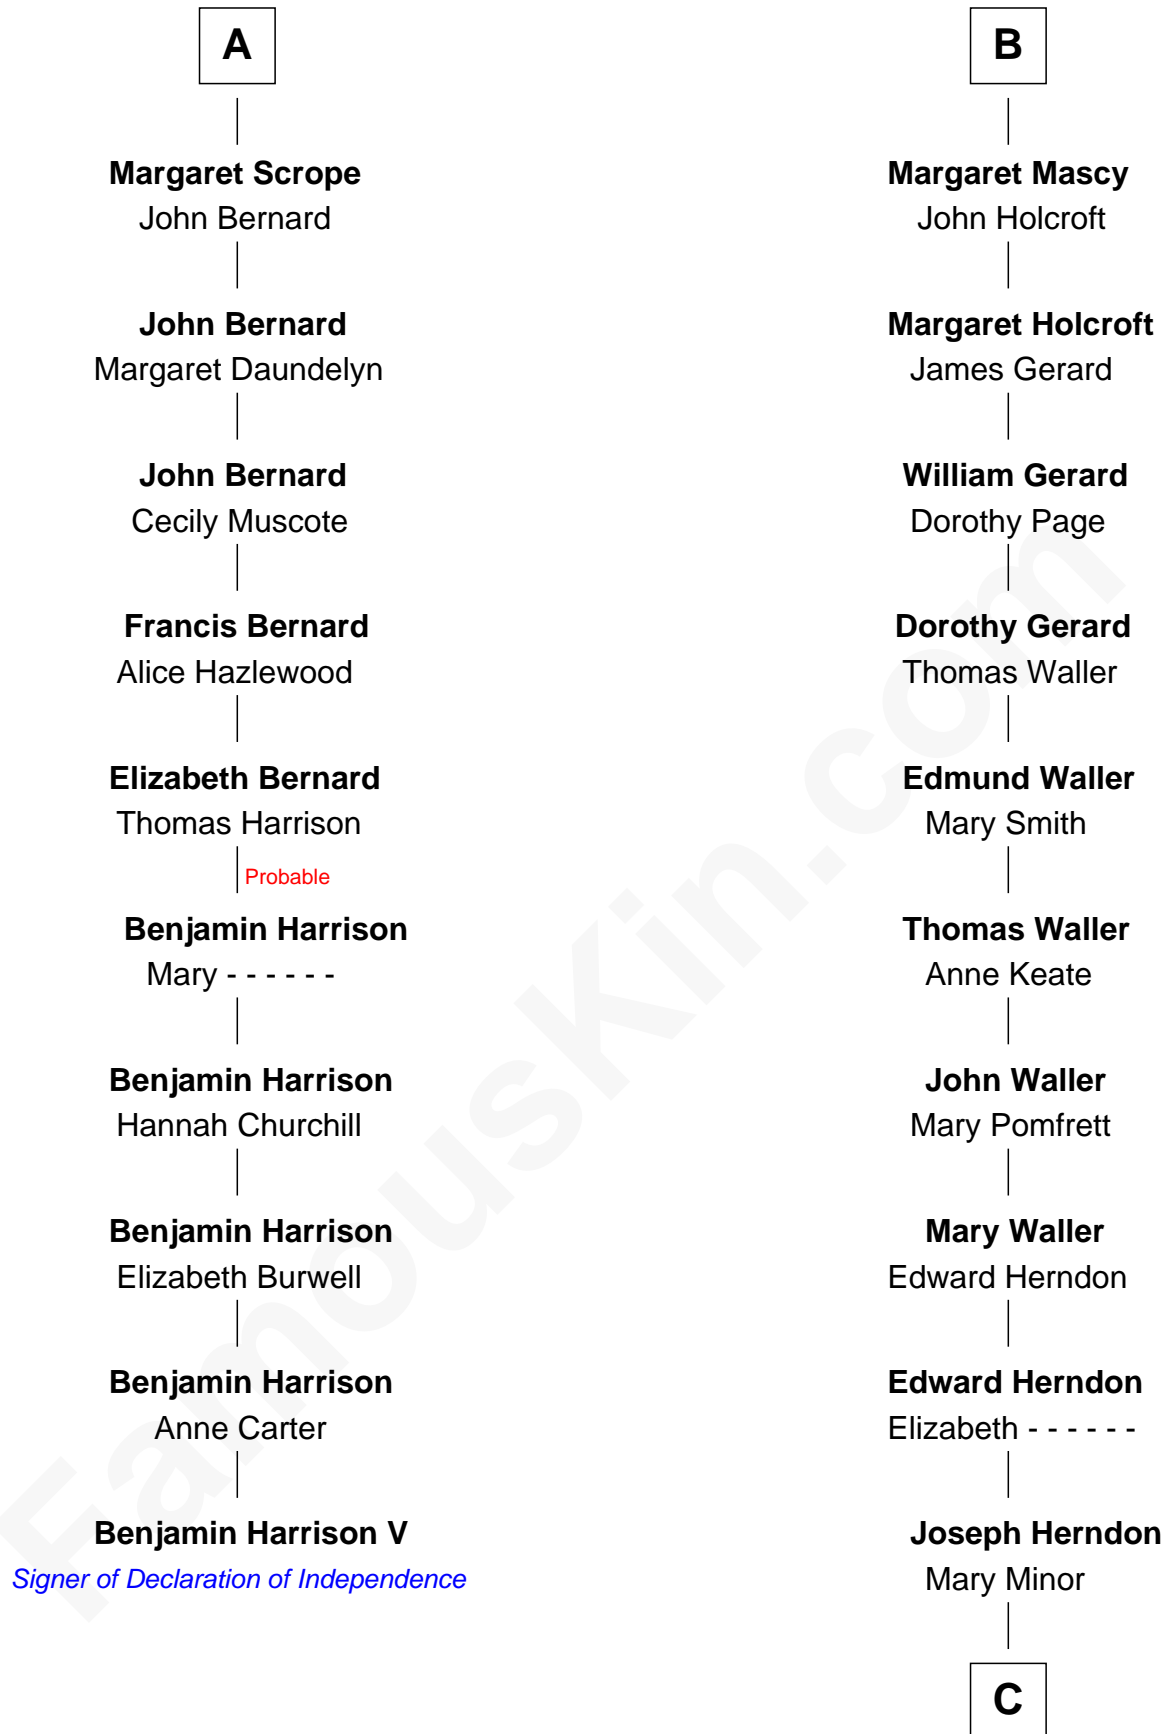 A
Margaret Scrope
John Bernard
John Bernard
Margaret Daundelyn
John Bernard
Cecily Muscote
Francis Bernard
Alice Hazlewood
Elizabeth Bernard
Thomas Harrison
Probable
Benjamin Harrison
Mary - - - - - -
Benjamin Harrison
Hannah Churchill
Benjamin Harrison
Elizabeth Burwell
Benjamin Harrison
Anne Carter
Benjamin Harrison V
Signer of Declaration of Independence
B
Margaret Mascy
John Holcroft
Margaret Holcroft
James Gerard
William Gerard
Dorothy Page
Dorothy Gerard
Thomas Waller
Edmund Waller
Mary Smith
Thomas Waller
Anne Keate
John Waller
Mary Pomfrett
Mary Waller
Edward Herndon
Edward Herndon
Elizabeth - - - - - -
Joseph Herndon
Mary Minor
C
FamousKin.com